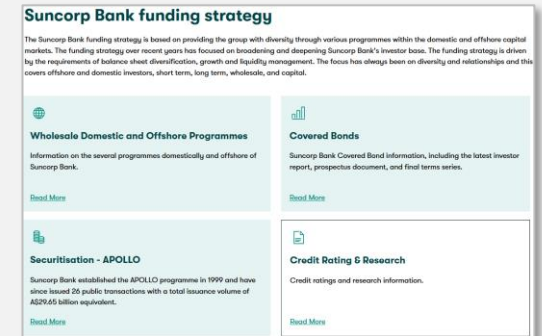 Suncorp Bank funding strategy
The Suncorp Bank funding strategy is based on providing the group with diversity through various programmes within the domestic and offshore capital
markets. The funding strategy over recent years has focused on broadening and deepening Suncorp Bank's investor base. The funding strategy is driven
by the requirements of balance sheet diversification, growth and liquidity management. The focus has always been on diversity and relationships and this
covers offshore and domestic investors, short term, long term, wholesale, and capital.
Wholesale Domestic and Offshore Programmes
Information on the several programmes domestically and offshore of
Suncorp Bank.
Read More
Covered Bonds
Suncorp Bank Covered Bond information, including the latest investor
report, prospectus document, and final terms series.
Read More
Securitisation - APOLLO
Suncorp Bank established the APOLLO programme in 1999 and have
since issued 26 public transactions with a total issuance volume of
A$29.65 billion equivalent.
Read More
Credit Rating & Research
Credit ratings and research information.
Read More